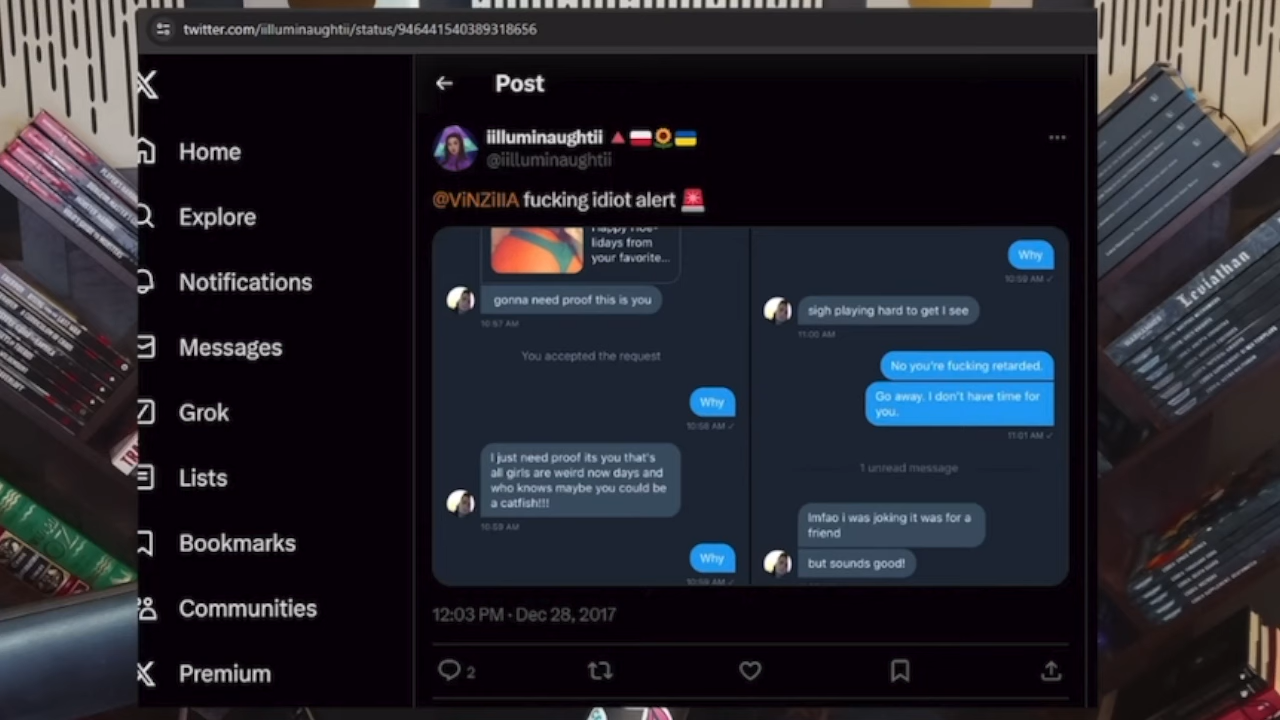 twitter.com/iilluminaughtii/status/946441540389318656
Post
Home
Explore
Notifications
Messages
Grok
Lists
Bookmarks
Communities
Premium
iilluminaughtii
@iilluminaughtii
@ViNZillA fucking idiot alert
Happy Hoe-
lidays from
your favorite...
gonna need proof this is you
10:57 AM
You accepted the request
Why
10:58 AM ✓
I just need proof its you that's
all girls are weird now days and
who knows maybe you could be
a catfish!!!
10:59 AM
Why
10:59 AM ✓
Why
10:59 AM ✓
sigh playing hard to get I see
11:00 AM
No you're fucking retarded.
Go away. I don't have time for
you.
11:01 AM ✓
1 unread message
lmfao i was joking it was for a
friend
but sounds good!
12:03 PM · Dec 28, 2017
2
Leviathan